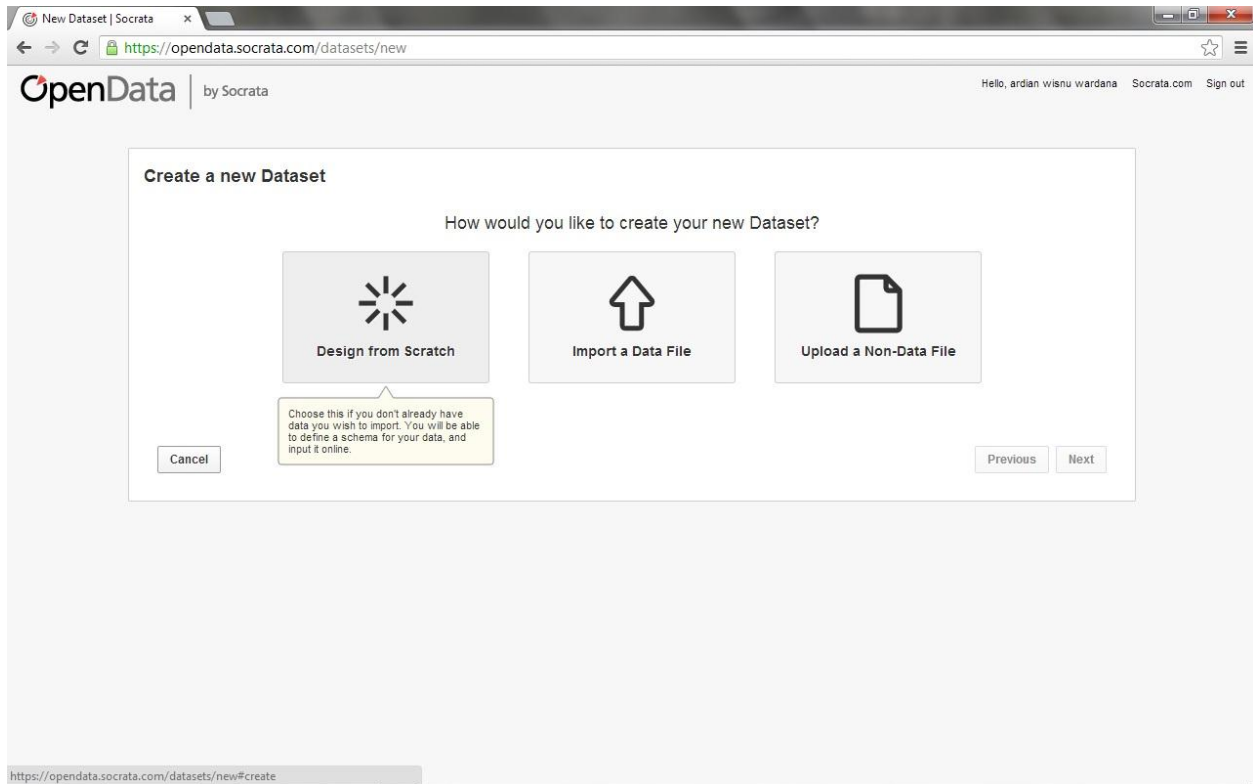 New Dataset | Socrata
https://opendata.socrata.com/datasets/new
OpenData by Socrata
Hello, ardian wisnu wardana Socrata.com Sign out
Create a new Dataset
How would you like to create your new Dataset?
Design from Scratch
Import a Data File
Upload a Non-Data File
Choose this if you don't already have
data you wish to import. You will be able
to define a schema for your data, and
input it online.
Cancel
Previous
Next
https://opendata.socrata.com/datasets/new#create